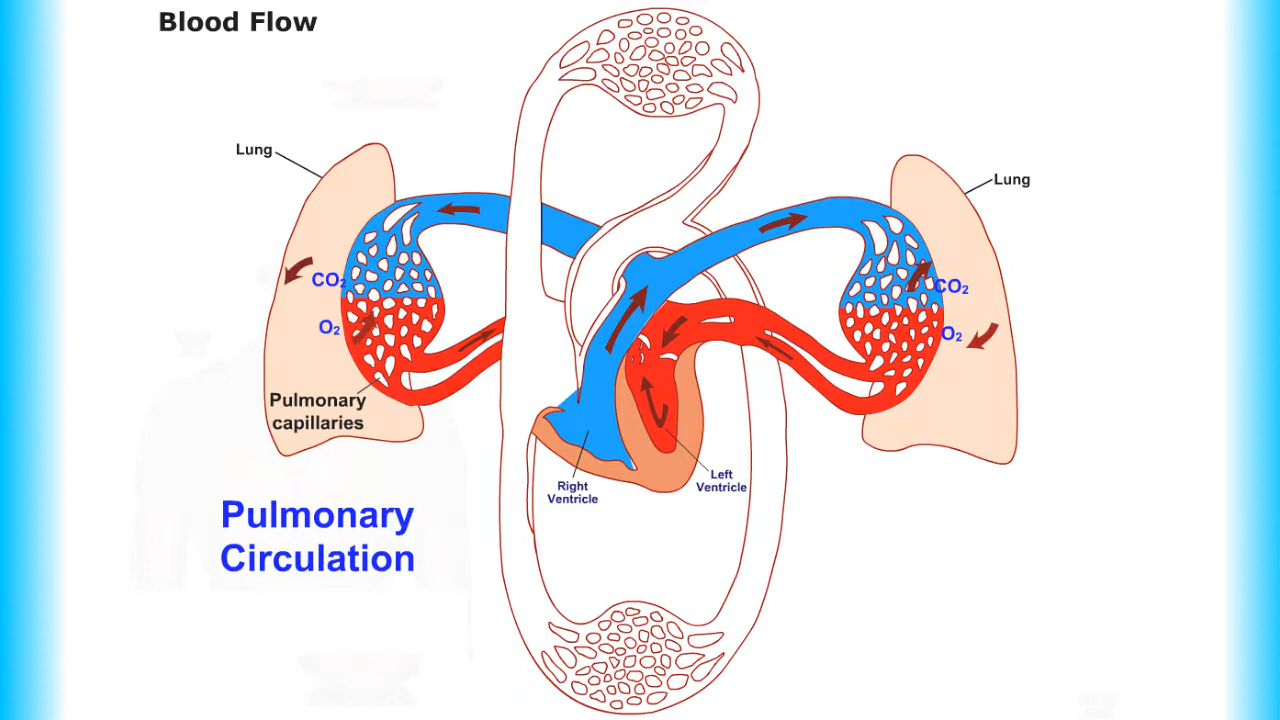 Blood Flow
Lung
Lung
CO₂
O₂
CO₂
O₂
Pulmonary
capillaries
Right
Ventricle
Left
Ventricle
Pulmonary
Circulation